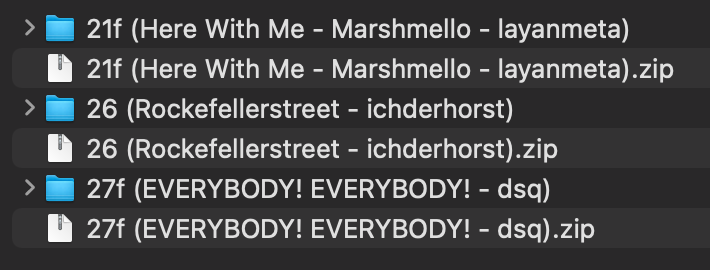 21f (Here With Me - Marshmello - layanmeta)
21f (Here With Me - Marshmello - layanmeta).zip
26 (Rockefellerstreet - ichderhorst)
26 (Rockefellerstreet - ichderhorst).zip
27f (EVERYBODY! EVERYBODY! - dsq)
27f (EVERYBODY! EVERYBODY! - dsq).zip